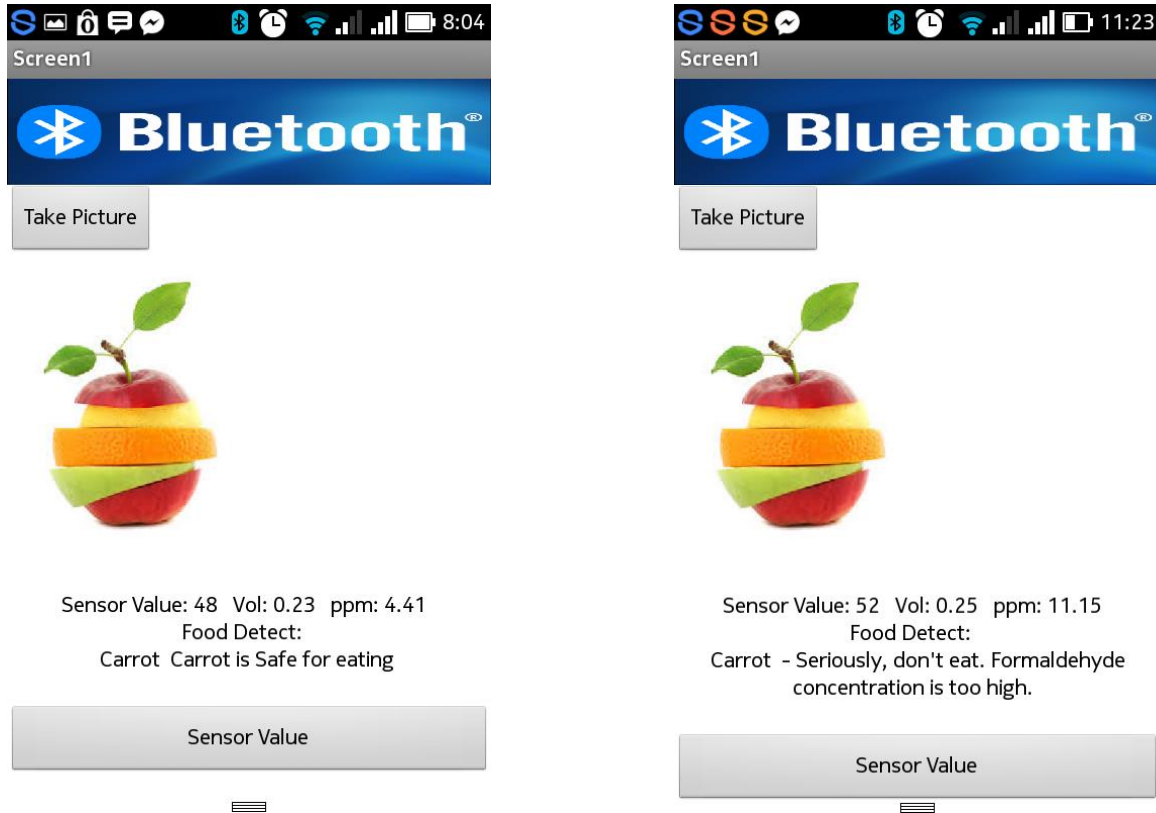 8:04
Screen1
Bluetooth®
Take Picture
Sensor Value: 48 Vol: 0.23 ppm: 4.41
Food Detect:
Carrot Carrot is Safe for eating
Sensor Value
11:23
Screen1
Bluetooth®
Take Picture
Sensor Value: 52 Vol: 0.25 ppm: 11.15
Food Detect:
Carrot - Seriously, don't eat. Formaldehyde
concentration is too high.
Sensor Value